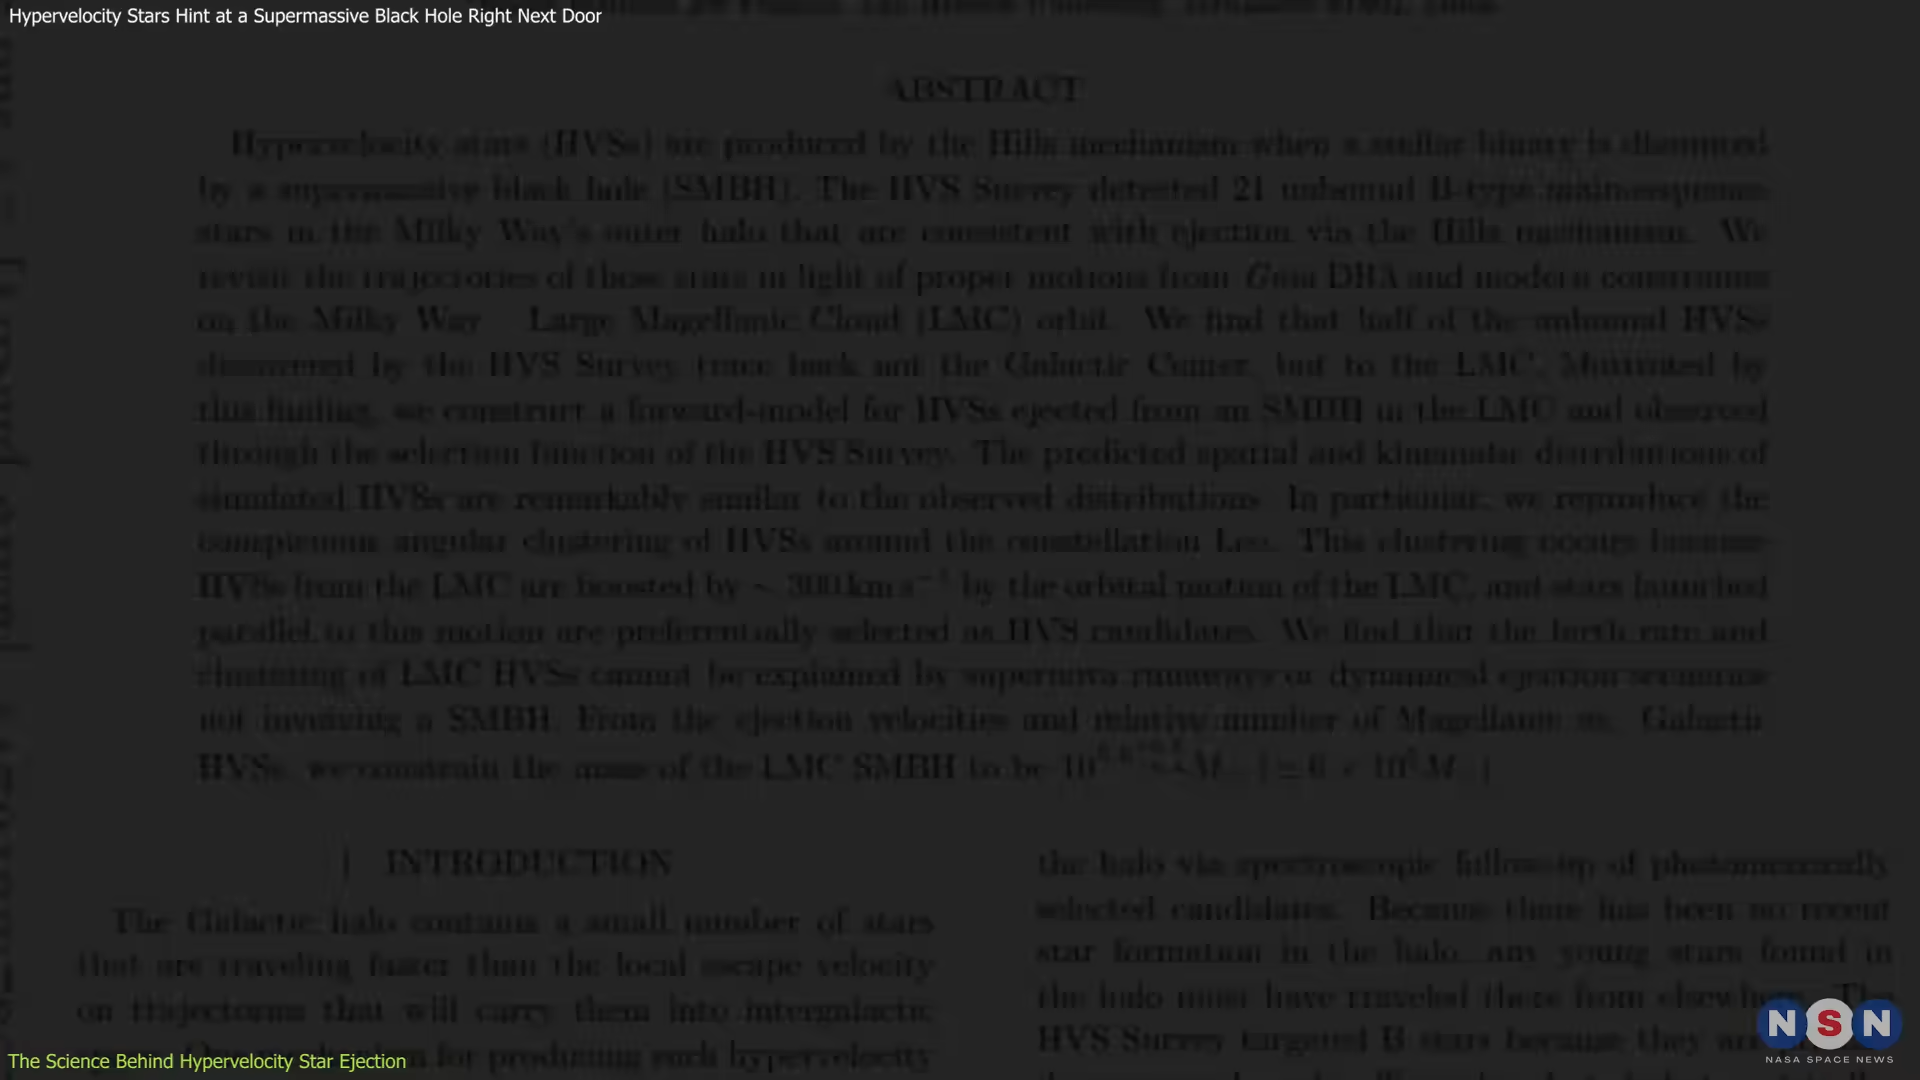 Hypervelocity Stars Hint at a Supermassive Black Hole Right Next Door
ABSTRACT
Hypervelocity stars (HVSs) are produced by the Hills mechanism when a stellar binary is disrupted
by a supermassive black hole (SMBH). The HVS Survey detected 21 unbound B-type main-sequence
stars in the Milky Way's outer halo that are consistent with ejection via the Hills mechanism. We
revisit the trajectories of these stars in light of proper motions from Gaia DR3 and modern constraints
on the Milky Way – Large Magellanic Cloud (LMC) orbit. We find that half of the unbound HVSs
discovered by the HVS Survey trace back not the Galactic Center, but to the LMC. Motivated by
this finding, we construct a forward-model for HVSs ejected from an SMBH in the LMC and observed
through the selection function of the HVS Survey. The predicted spatial and kinematic distributions of
simulated HVSs are remarkably similar to the observed distributions. In particular, we reproduce the
conspicuous angular clustering of HVSs around the constellation Leo. This clustering occurs because
HVSs from the LMC are boosted by ~ 300 km s⁻¹ by the orbital motion of the LMC, and stars launched
parallel to this motion are preferentially selected as HVS candidates. We find that the birth rate and
clustering of LMC HVSs cannot be explained by supernova runaways or dynamical ejection scenarios
not involving a SMBH. From the ejection velocities and relative number of Magellanic vs. Galactic
HVSs, we constrain the mass of the LMC SMBH to be
INTRODUCTION
The Galactic halo contains a small number of stars
that are traveling faster than the local escape velocity
on trajectories that will carry them into intergalactic
for producing such hypervelocity
the halo via spectroscopic follow-up of photometrically
selected candidates. Because there has been no recent
star formation in the halo, any young stars found in
the halo must have traveled there from elsewhere. The
HVS Survey targeted B stars because they are
The Science Behind Hypervelocity Star Ejection
NSN
NASA SPACE NEWS